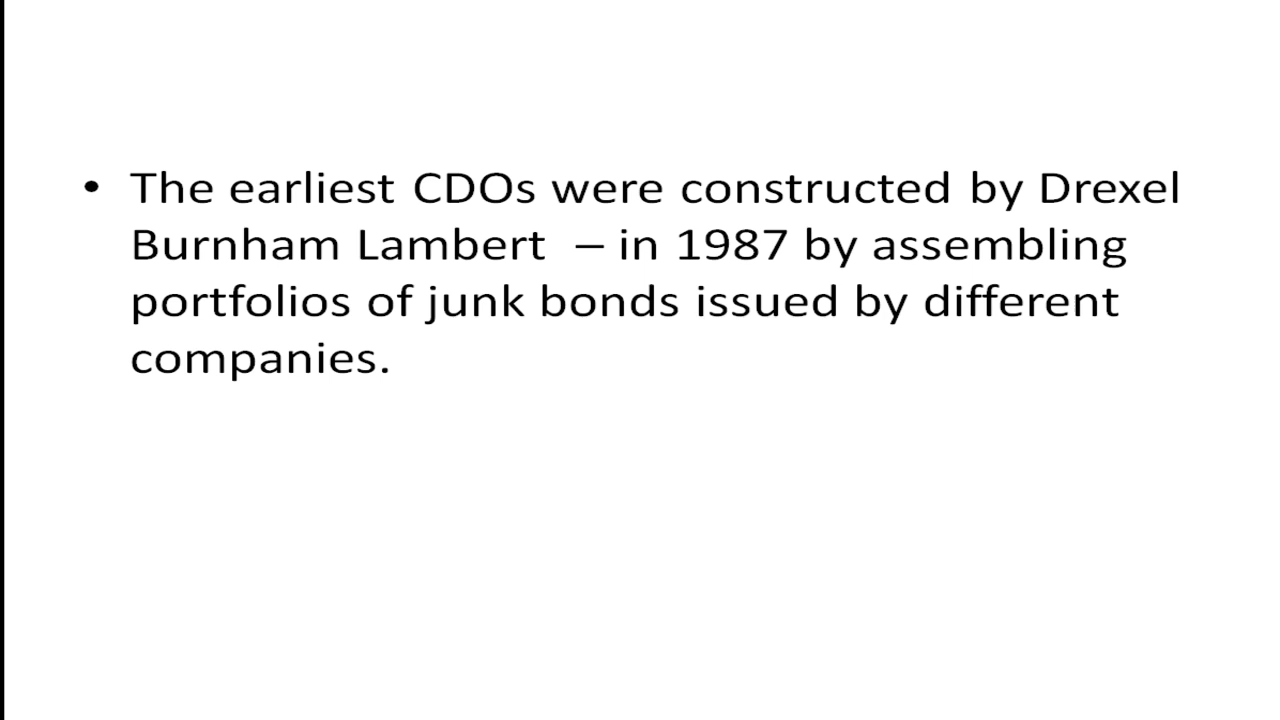 • The earliest CDOs were constructed by Drexel
Burnham Lambert – in 1987 by assembling
portfolios of junk bonds issued by different
companies.